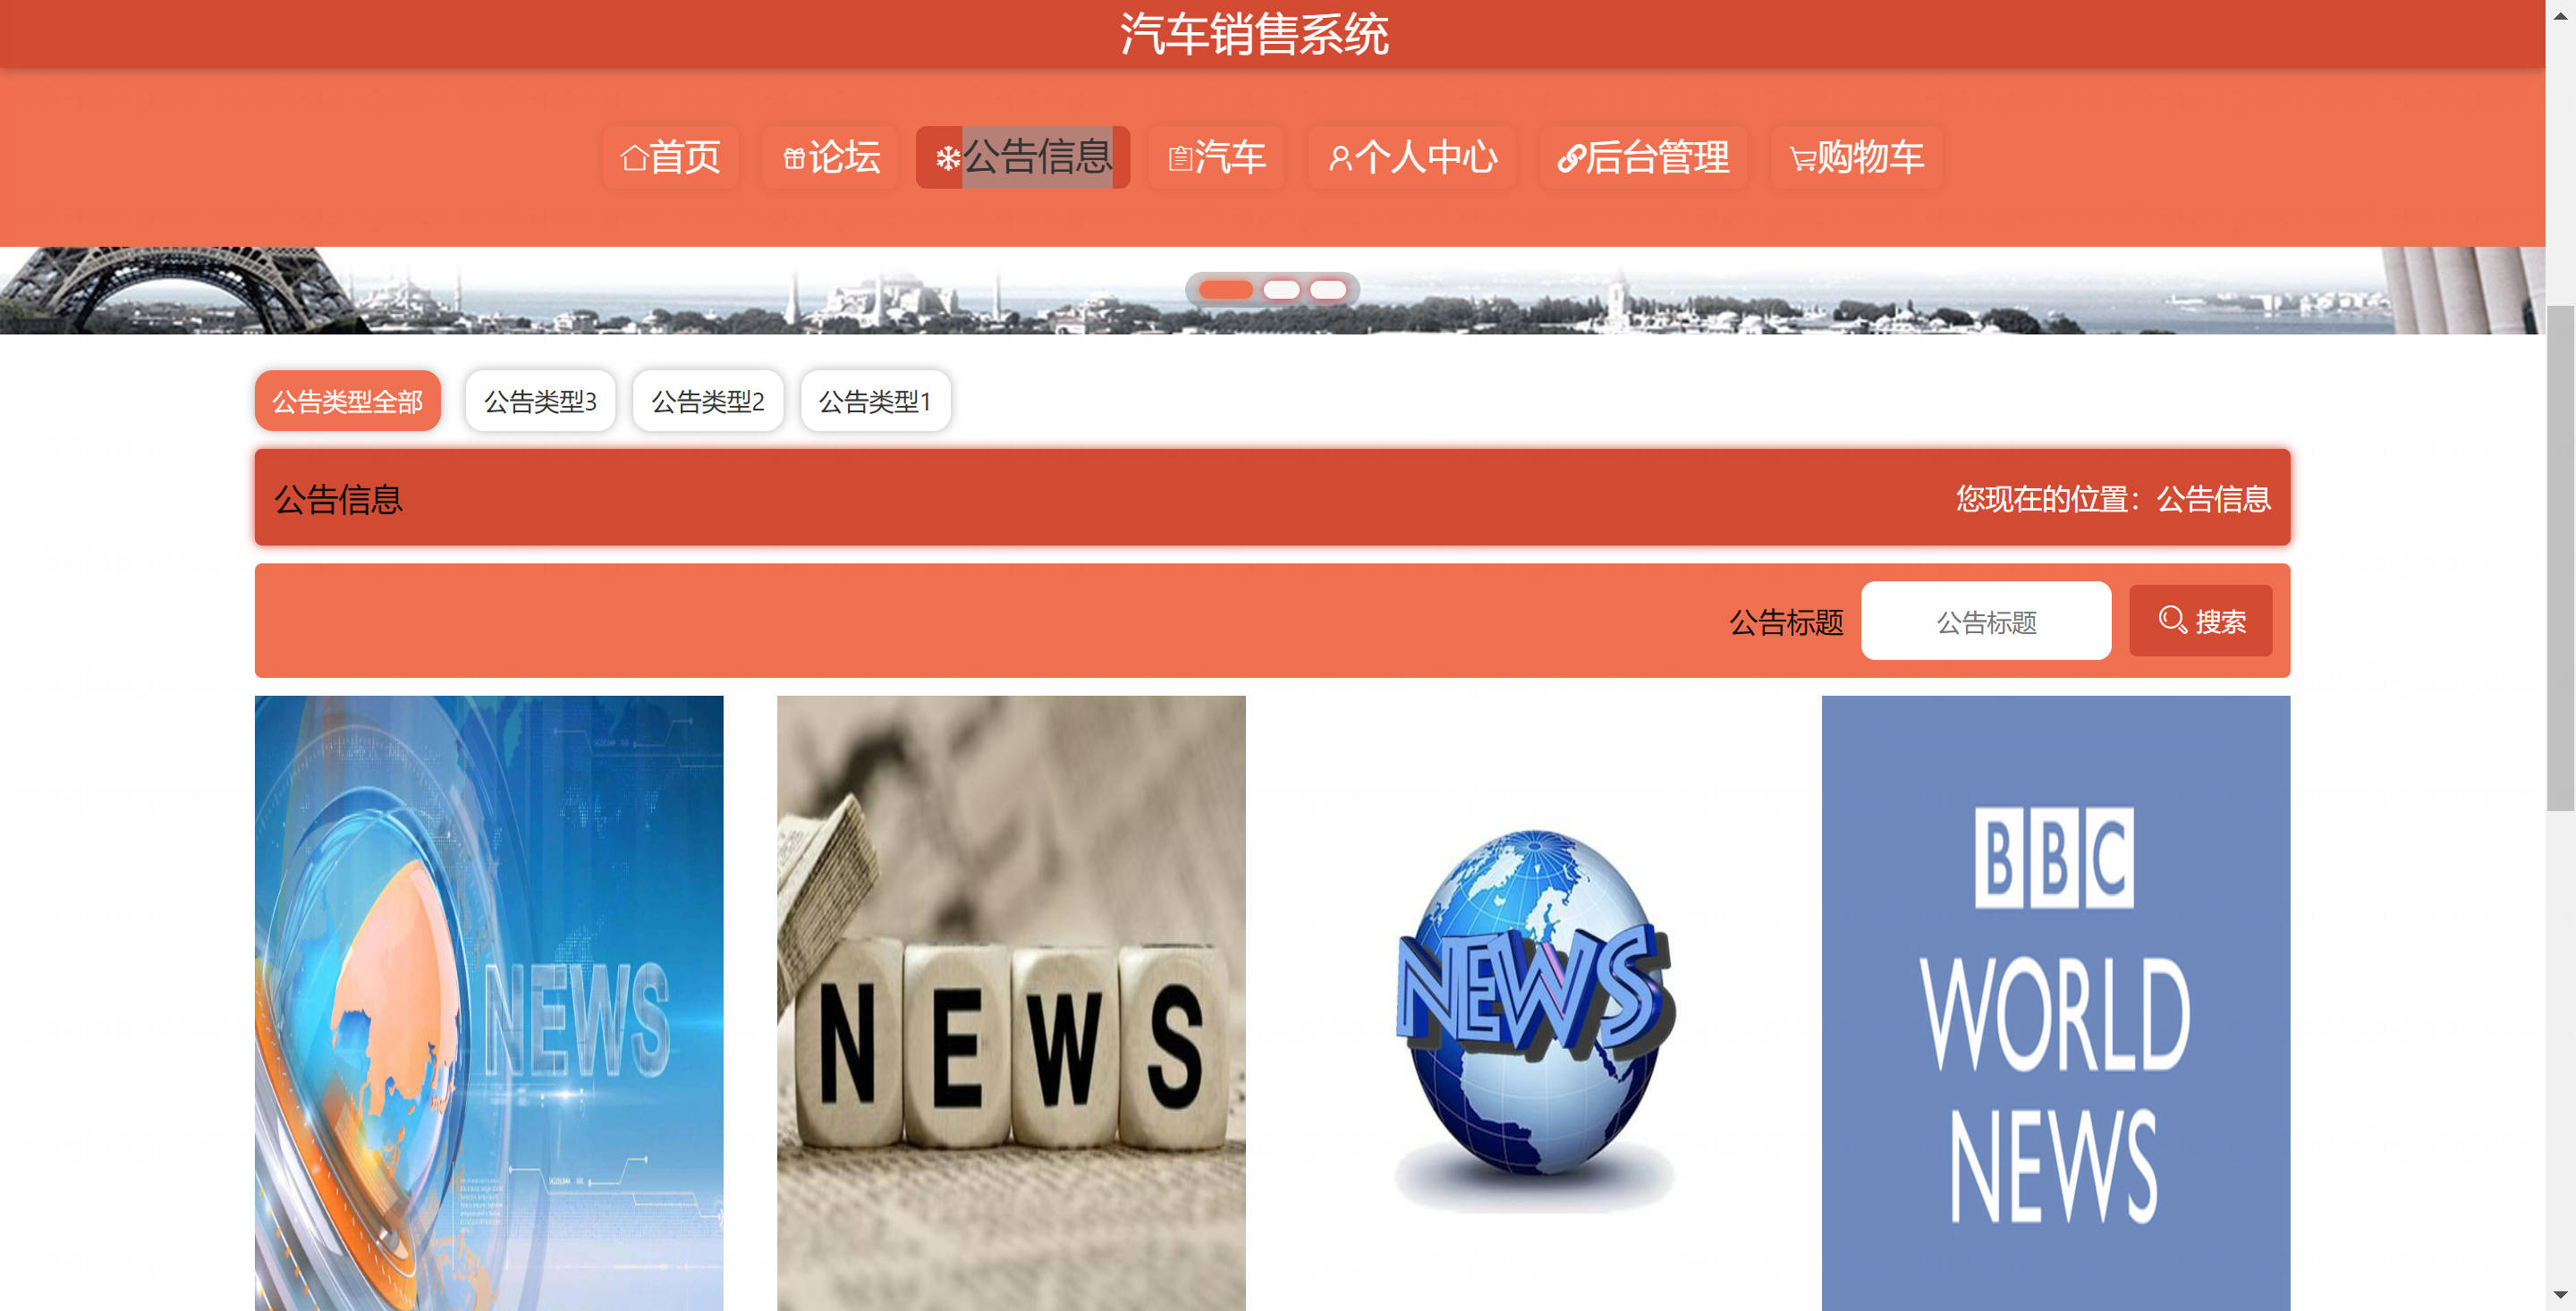 汽车销售系统
首页 论坛 公告信息 汽车 个人中心 后台管理 购物车
公告类型全部 公告类型3 公告类型2 公告类型1
公告信息 您现在的位置：公告信息
公告标题 公告标题 搜索
NEWS
NEWS
NEWS
BBC
WORLD
NEWS